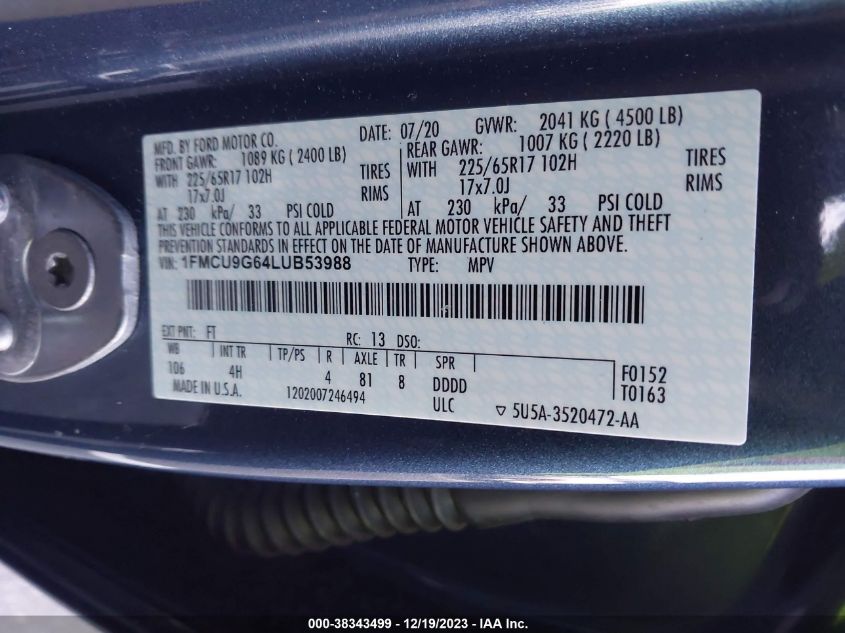 MFD. BY FORD MOTOR CO. DATE: 07/20 GVWR: 2041 KG ( 4500 LB)
FRONT GAWR: 1089 KG ( 2400 LB) REAR GAWR: 1007 KG ( 2220 LB)
WITH 225/65R17 102H TIRES WITH 225/65R17 102H TIRES
17x7.0J RIMS 17x7.0J RIMS
AT 230 kPa/ 33 PSI COLD AT 230 kPa/ 33 PSI COLD
THIS VEHICLE CONFORMS TO ALL APPLICABLE FEDERAL MOTOR VEHICLE SAFETY AND THEFT
PREVENTION STANDARDS IN EFFECT ON THE DATE OF MANUFACTURE SHOWN ABOVE.
VIN: 1FMCU9G64LUB53988 TYPE: MPV
EXT PNT: FT RC: 13 DSO:
WB INT TR TP/PS R AXLE TR SPR F0152
106 4H 4 81 8 DDDD T0163
MADE IN U.S.A. 1202007246494 ULC ▽ 5U5A-3520472-AA
000-38343499 - 12/19/2023 - IAA Inc.